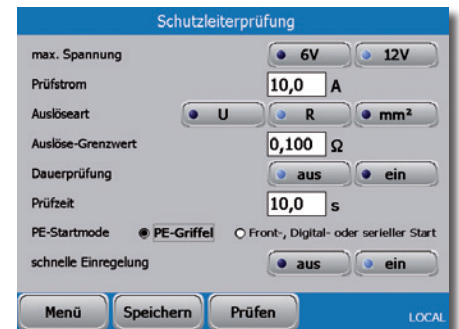 Schutzleiterprüfung
max. Spannung 6V 12V
Prüfstrom 10,0 A
Auslöseart U R mm²
Auslöse-Grenzwert 0,100 Ω
Dauerprüfung aus ein
Prüfzeit 10,0 s
PE-Startmode PE-Griffel Front-, Digital- oder serieller Start
schnelle Einregelung aus ein
Menü Speichern Prüfen LOCAL